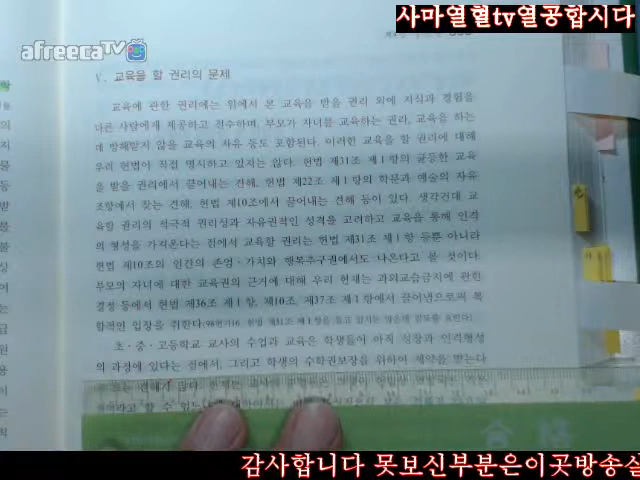 사마열혈tv열공합시다
afreecaTV
V. 교육을 할 권리의 문제
교육에 관한 권리에는 위에서 본 교육을 받을 권리 외에 지식과 경험을
다른 사람에게 제공하고 전수하며, 부모가 자녀를 교육하는 권리, 교육을 하는
데 방해받지 않을 교육의 자유 등도 포함된다. 이러한 교육을 할 권리에 대해
우리 헌법이 직접 명시하고 있지는 않다. 헌법 제31조 제1항의 균등한 교육
을 받을 권리에서 끌어내는 견해, 헌법 제22조 제1항의 학문과 예술의 자유
조항에서 찾는 견해, 헌법 제10조에서 끌어내는 견해 등이 있다. 생각건대 교
육할 권리의 적극적 권리성과 자유권적인 성격을 고려하고 교육을 통해 인격
의 형성을 가져온다는 점에서 교육할 권리는 헌법 제31조 제1항 등뿐 아니라
헌법 제10조의 인간의 존엄·가치와 행복추구권에서도 나온다고 볼 것이다.
부모의 자녀에 대한 교육권의 근거에 대해 우리 헌재는 과외교습금지에 관한
결정 등에서 헌법 제36조 제1항, 제10조, 제37조 제1항에서 끌어냄으로써 복
합적인 입장을 취한다
초·중·고등학교 교사의 수업과 교육은 학생들이 아직 성장과 인격형성
의 과정에 있다는 점에서, 그리고 학생의 수학권보장을 위하여 제약을 받는다
감사합니다 못보신부분은이곳방송실